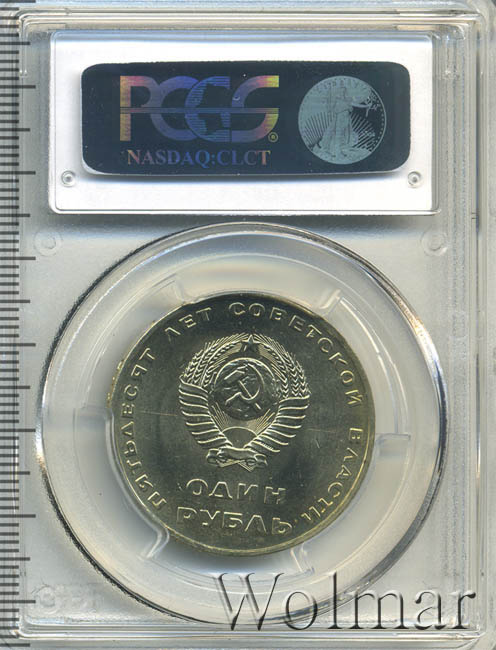 PCGS
®
NASDAQ:CLCT
ПЯТЬДЕСЯТ ЛЕТ СОВЕТСКОЙ ВЛАСТИ
ОДИН
РУБЛЬ
Wolmar